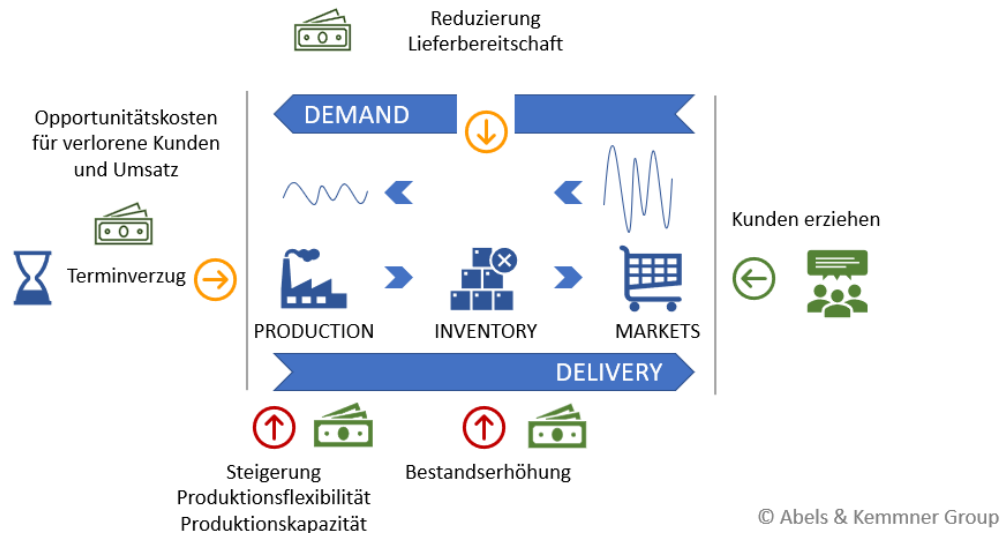 Reduzierung
Lieferbereitschaft
DEMAND
Opportunitätskosten
für verlorene Kunden
und Umsatz
Kunden erziehen
Terminverzug
PRODUCTION
INVENTORY
MARKETS
DELIVERY
Steigerung
Produktionsflexibilität
Produktionskapazität
Bestandserhöhung
© Abels & Kemmner Group